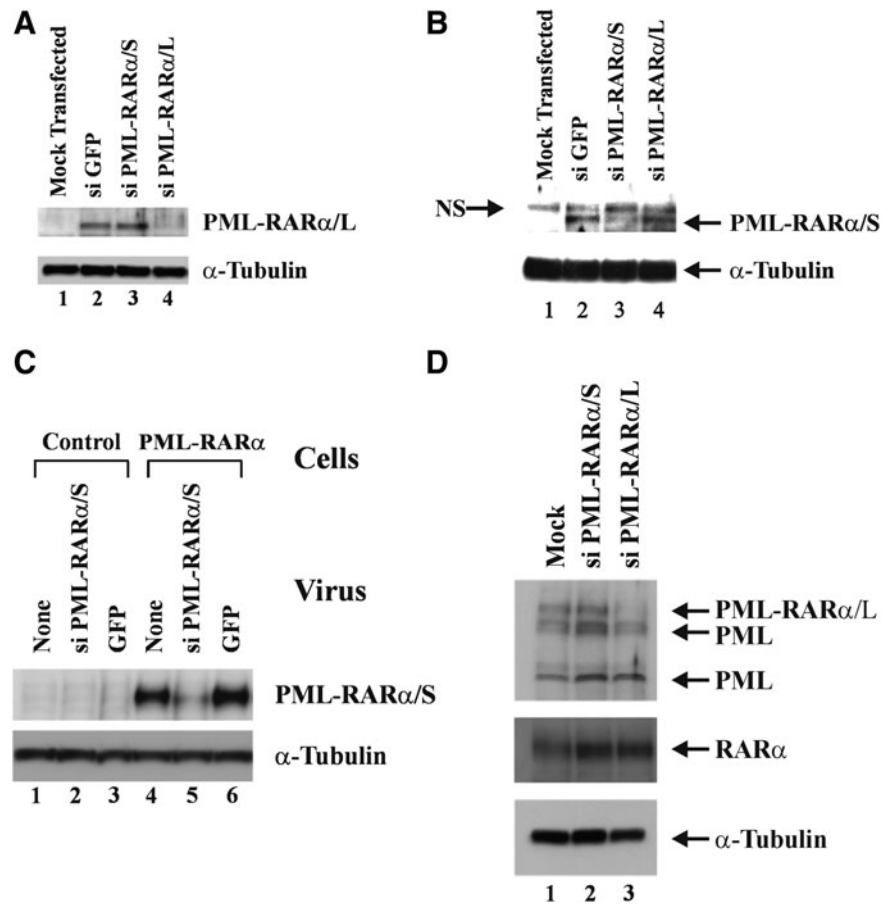 A
Mock Transfected
si GFP
si PML-RARα/S
si PML-RARα/L
PML-RARα/L
α-Tubulin
1 2 3 4
B
Mock Transfected
si GFP
si PML-RARα/S
si PML-RARα/L
NS
PML-RARα/S
α-Tubulin
1 2 3 4
C
Control PML-RARα Cells
None
si PML-RARα/S
GFP
None
si PML-RARα/S
GFP
Virus
PML-RARα/S
α-Tubulin
1 2 3 4 5 6
D
Mock
si PML-RARα/S
si PML-RARα/L
PML-RARα/L
PML
PML
RARα
α-Tubulin
1 2 3